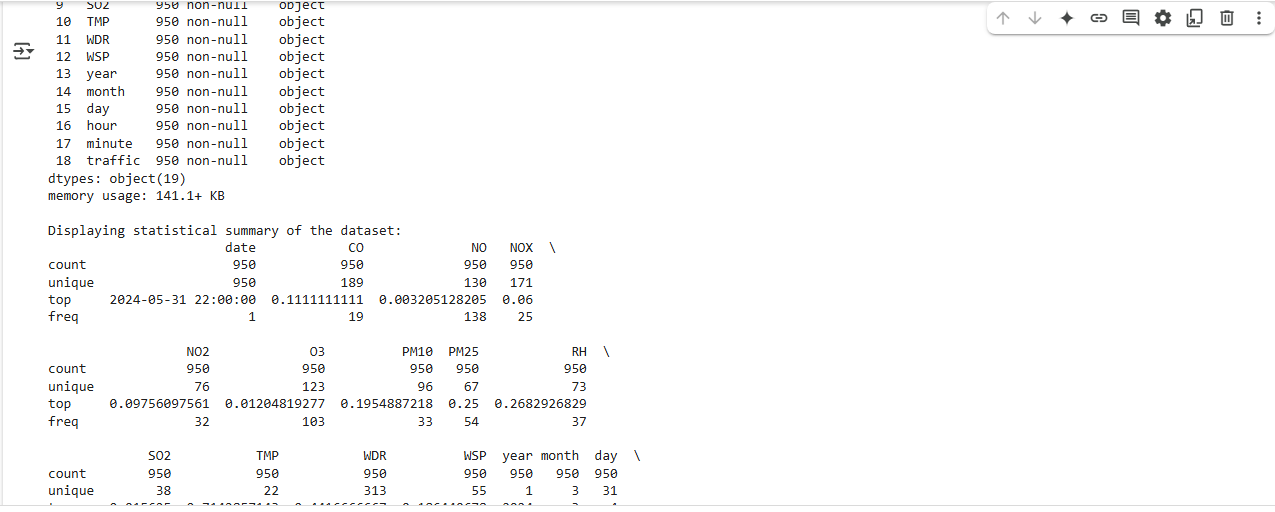 9 SO2 950 non-null object
10 TMP 950 non-null object
11 WDR 950 non-null object
12 WSP 950 non-null object
13 year 950 non-null object
14 month 950 non-null object
15 day 950 non-null object
16 hour 950 non-null object
17 minute 950 non-null object
18 traffic 950 non-null object
dtypes: object(19)
memory usage: 141.1+ KB
Displaying statistical summary of the dataset:
date CO NO NOX \
count 950 950 950 950
unique 950 189 130 171
top 2024-05-31 22:00:00 0.1111111111 0.003205128205 0.06
freq 1 19 138 25
NO2 O3 PM10 PM25 RH \
count 950 950 950 950 950
unique 76 123 96 67 73
top 0.09756097561 0.01204819277 0.1954887218 0.25 0.2682926829
freq 32 103 33 54 37
SO2 TMP WDR WSP year month day \
count 950 950 950 950 950 950 950
unique 38 22 313 55 1 3 31